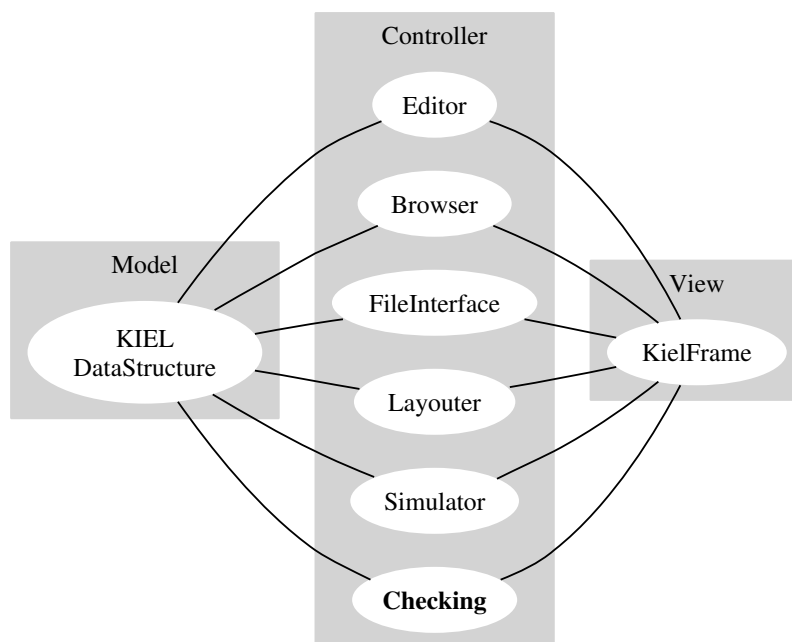 Controller
Editor
Browser
Model
FileInterface
View
KIEL
DataStructure
KielFrame
Layouter
Simulator
Checking